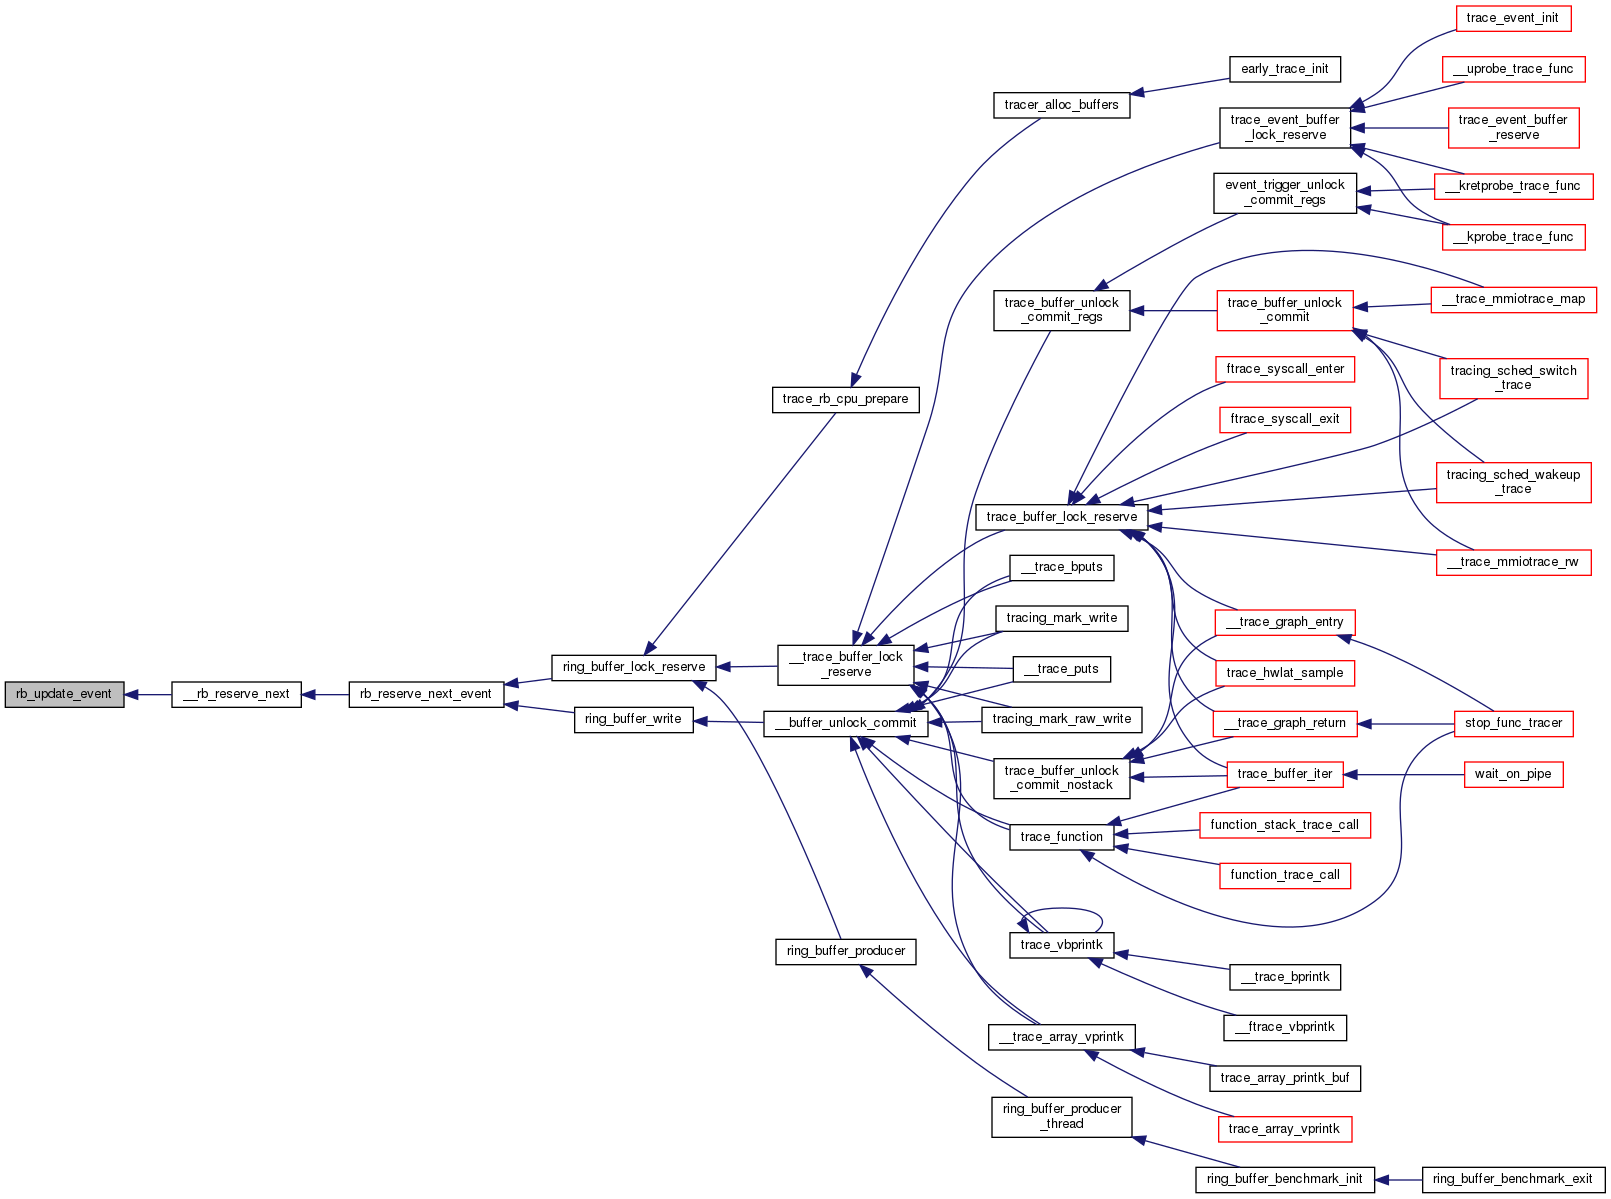 trace_event_init
early_trace_init
__uprobe_trace_func
tracer_alloc_buffers
trace_event_buffer
_lock_reserve
trace_event_buffer
_reserve
event_trigger_unlock
_commit_regs
__kretprobe_trace_func
__kprobe_trace_func
trace_buffer_unlock
_commit_regs
trace_buffer_unlock
_commit
__trace_mmiotrace_map
ftrace_syscall_enter
tracing_sched_switch
_trace
trace_rb_cpu_prepare
ftrace_syscall_exit
tracing_sched_wakeup
_trace
trace_buffer_lock_reserve
__trace_mmiotrace_rw
__trace_bputs
tracing_mark_write
__trace_graph_entry
ring_buffer_lock_reserve
__trace_buffer_lock
_reserve
__trace_puts
trace_hwlat_sample
rb_update_event
__rb_reserve_next
rb_reserve_next_event
ring_buffer_write
__buffer_unlock_commit
tracing_mark_raw_write
__trace_graph_return
stop_func_tracer
trace_buffer_unlock
_commit_nostack
trace_buffer_iter
wait_on_pipe
trace_function
function_stack_trace_call
function_trace_call
ring_buffer_producer
trace_vbprintk
__trace_bprintk
__ftrace_vbprintk
__trace_array_vprintk
trace_array_printk_buf
ring_buffer_producer
_thread
trace_array_vprintk
ring_buffer_benchmark_init
ring_buffer_benchmark_exit